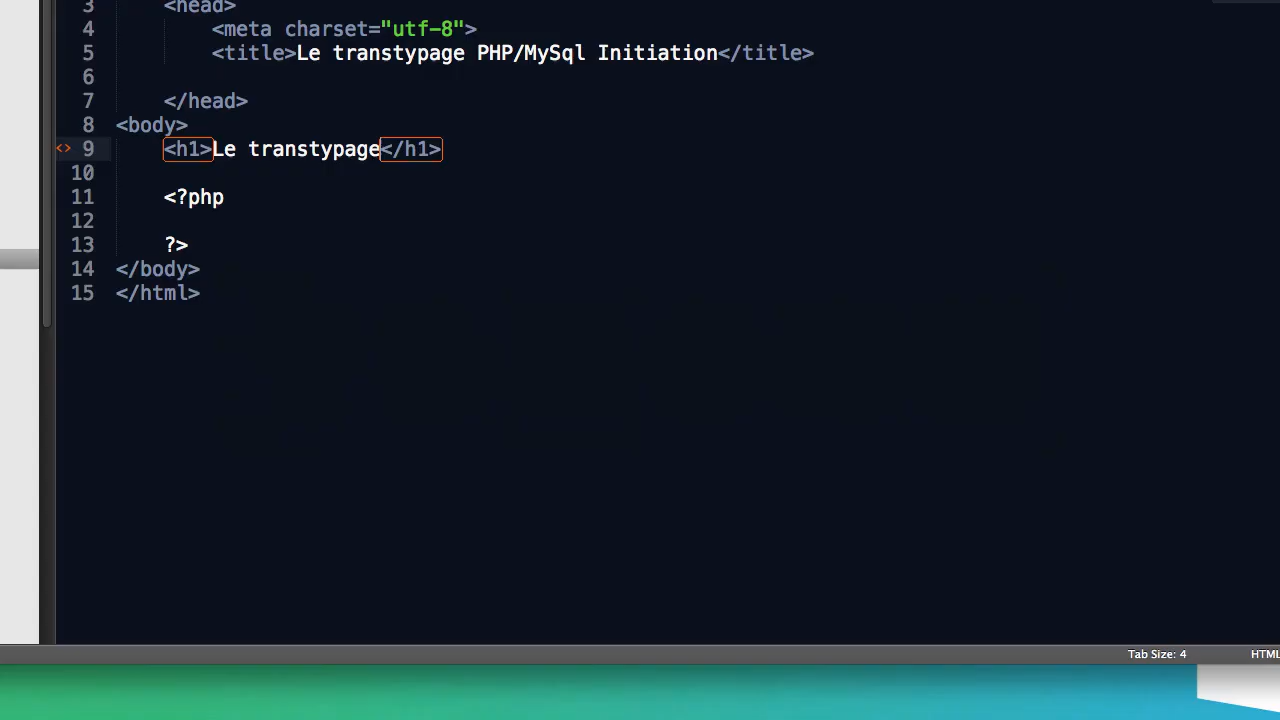 3 <head>
4 <meta charset="utf-8">
5 <title>Le transtypage PHP/MySql Initiation</title>
6
7 </head>
8 <body>
<> 9 <h1>Le transtypage</h1>
10
11 <?php
12
13 ?>
14 </body>
15 </html>
Tab Size: 4 HTML